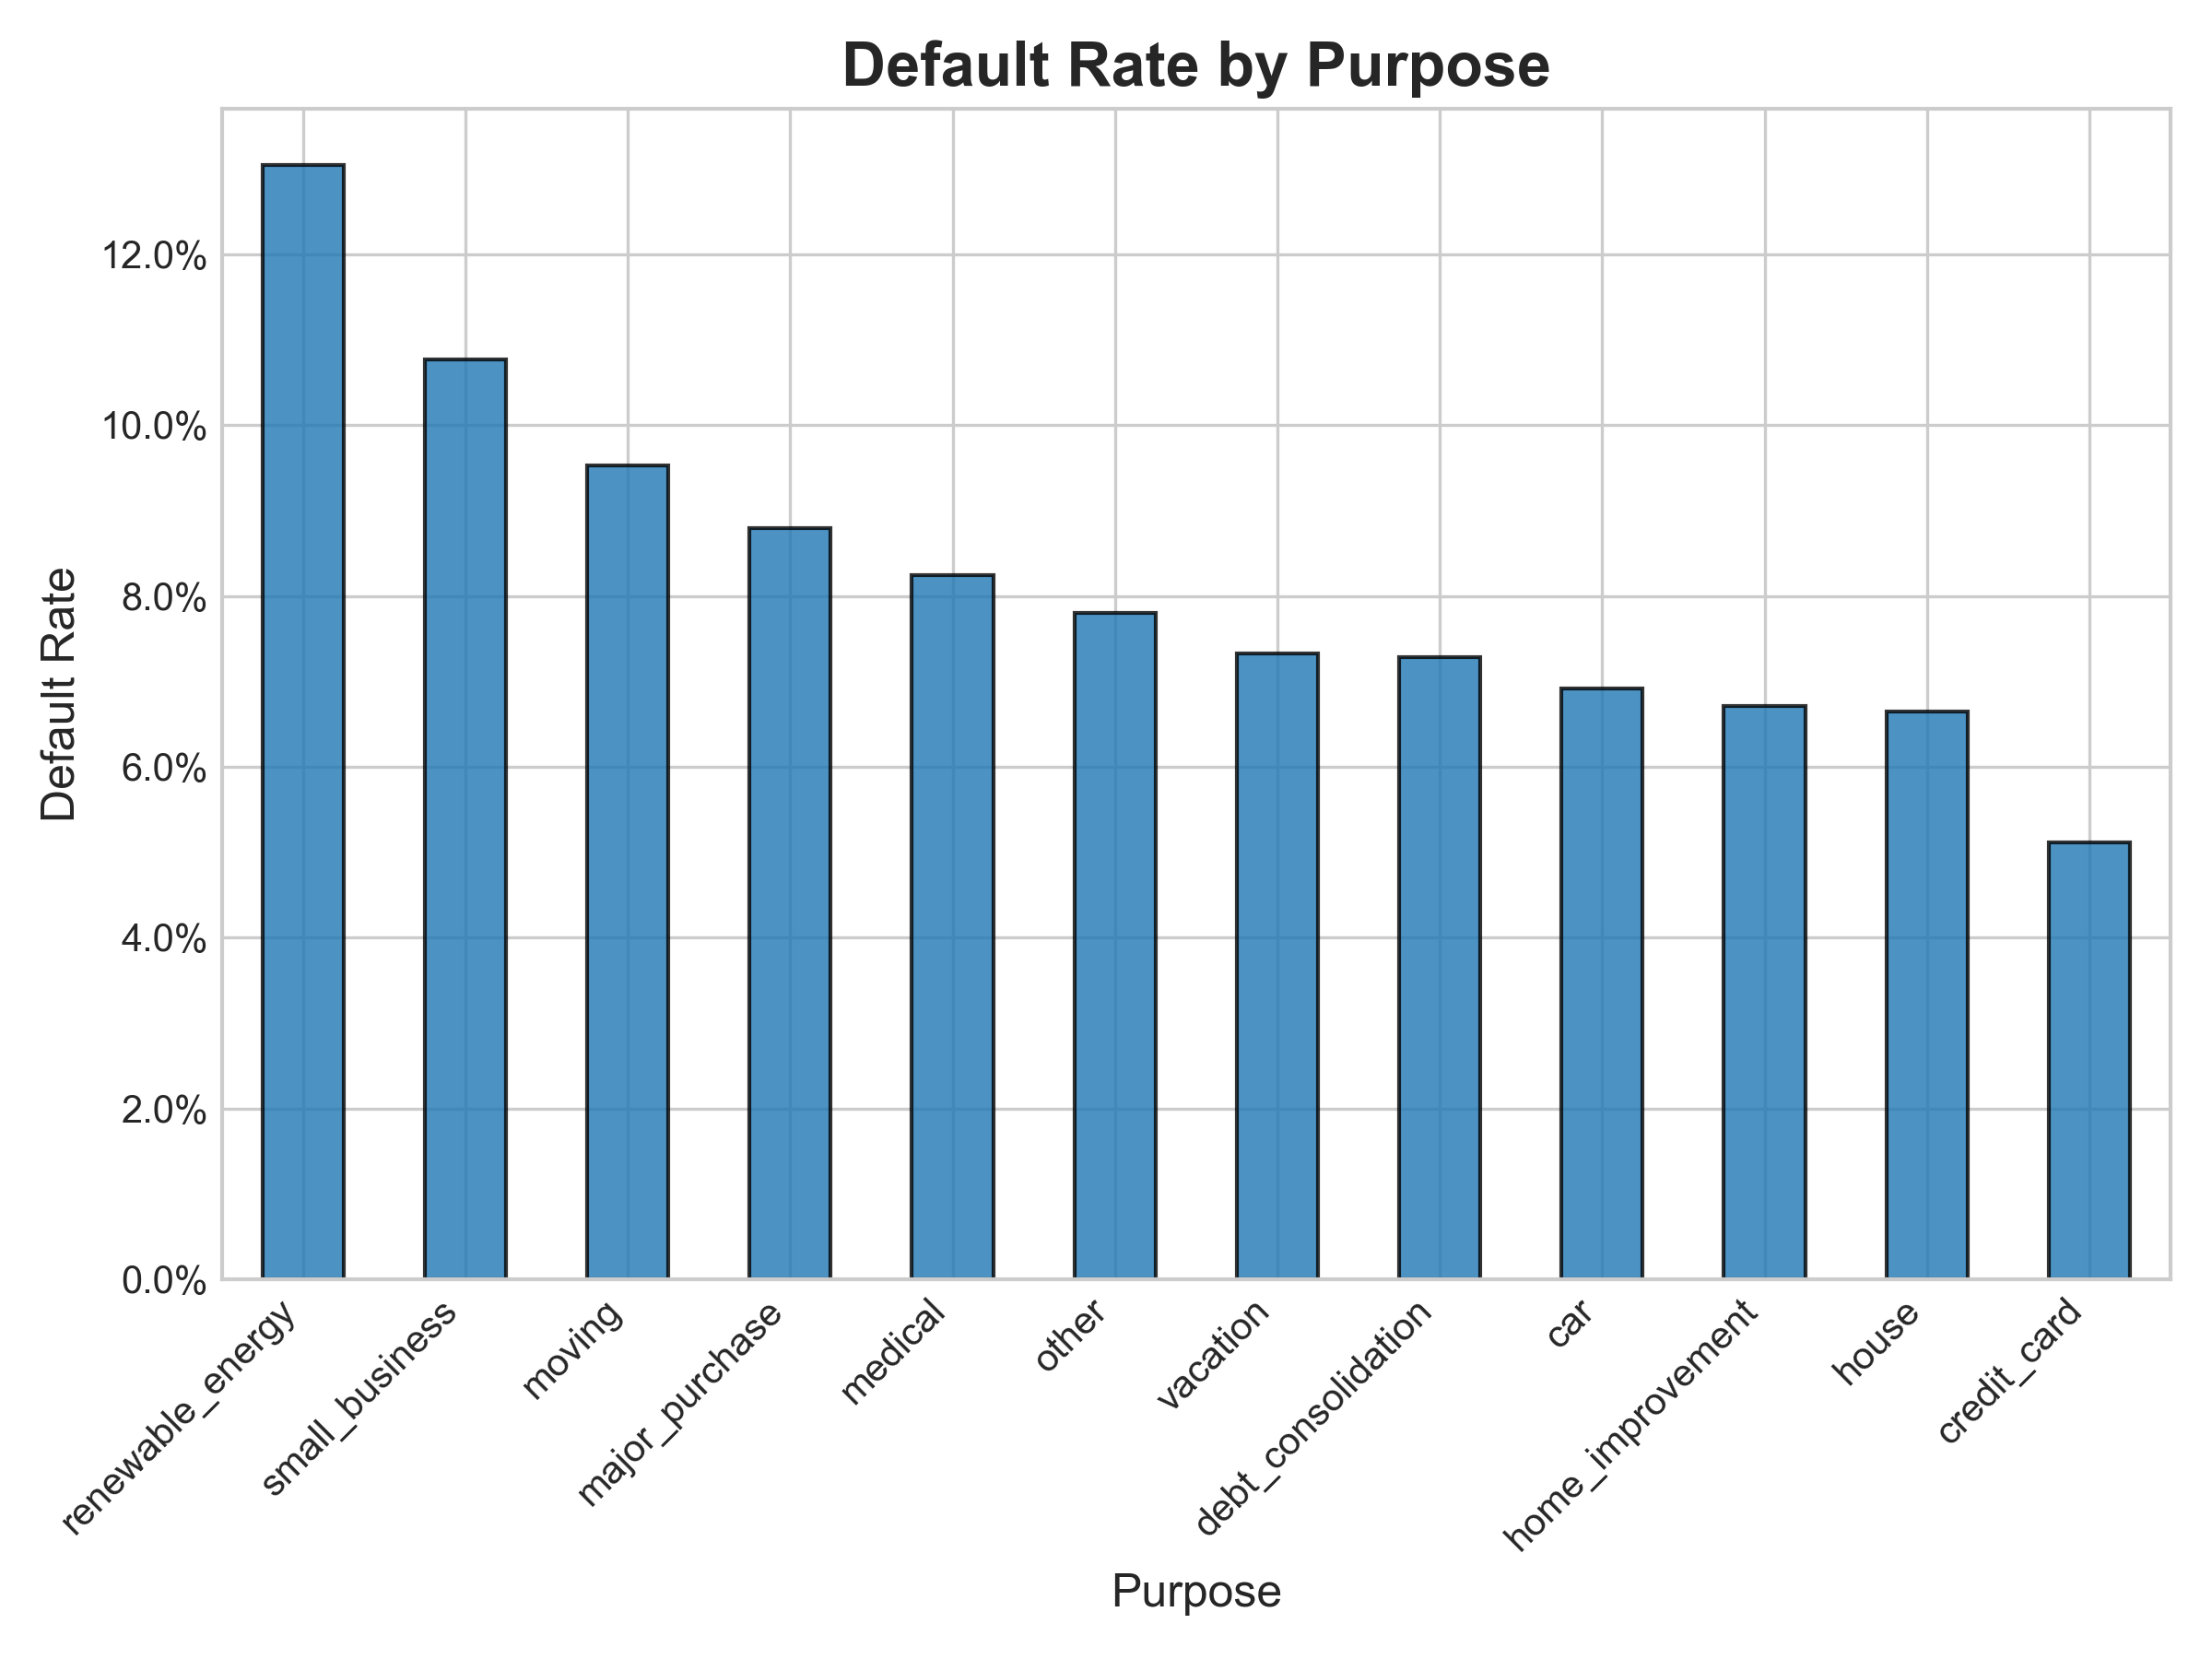 Default Rate by Purpose
Default Rate
12.0%
10.0%
8.0%
6.0%
4.0%
2.0%
0.0%
renewable_energy
small_business
moving
major_purchase
medical
other
vacation
debt_consolidation
car
home_improvement
house
credit_card
Purpose